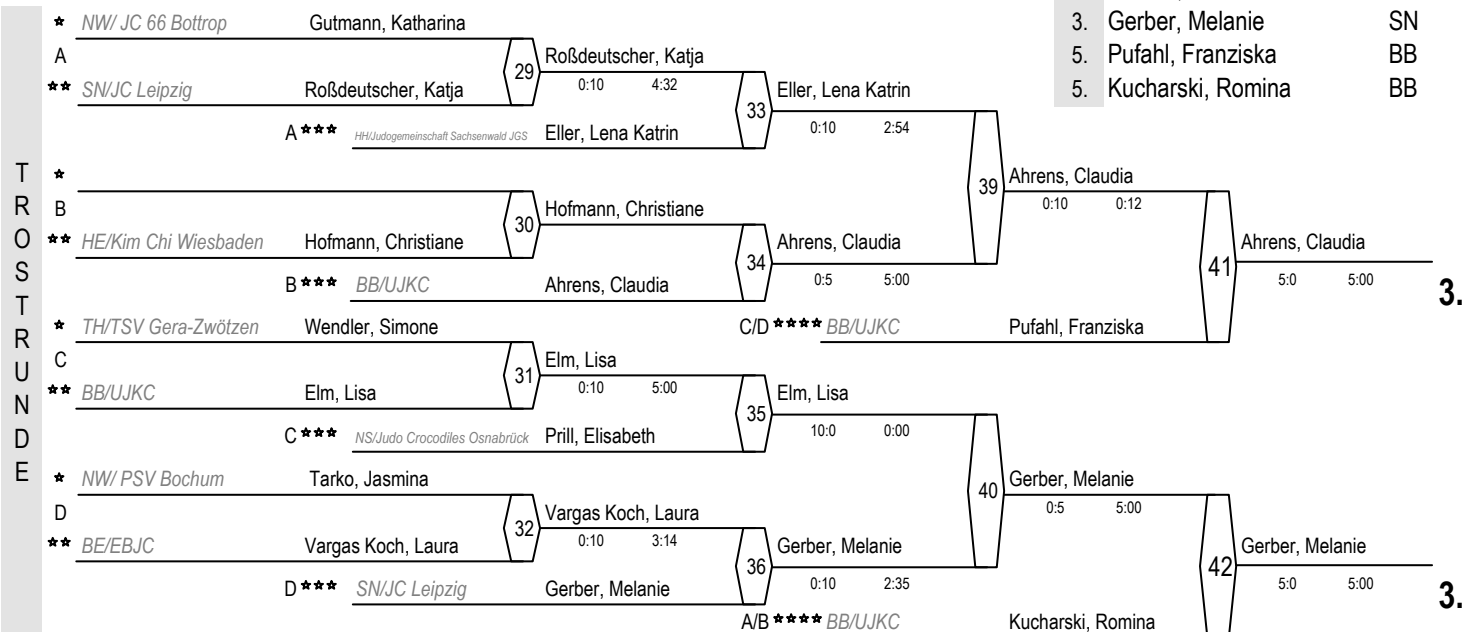 ★ NW/ JC 66 Bottrop Gutmann, Katharina
3. Gerber, Melanie SN
A
29 Roßdeutscher, Katja
5. Pufahl, Franziska BB
★★ SN/JC Leipzig Roßdeutscher, Katja
0:10 4:32
33 Eller, Lena Katrin
5. Kucharski, Romina BB
A ★★★ HH/Judogemeinschaft Sachsenwald JGS Eller, Lena Katrin
0:10 2:54
TROSTRUNDE
★
39 Ahrens, Claudia
0:10 0:12
B
30 Hofmann, Christiane
★★ HE/Kim Chi Wiesbaden Hofmann, Christiane
34 Ahrens, Claudia
0:5 5:00
41 Ahrens, Claudia
5:0 5:00
3.
B ★★★ BB/UJKC Ahrens, Claudia
★ TH/TSV Gera-Zwötzen Wendler, Simone
C/D ★★★★ BB/UJKC Pufahl, Franziska
C
31 Elm, Lisa
0:10 5:00
★★ BB/UJKC Elm, Lisa
35 Elm, Lisa
10:0 0:00
C ★★★ NS/Judo Crocodiles Osnabrück Prill, Elisabeth
★ NW/ PSV Bochum Tarko, Jasmina
40 Gerber, Melanie
0:5 5:00
D
32 Vargas Koch, Laura
0:10 3:14
★★ BE/EBJC Vargas Koch, Laura
36 Gerber, Melanie
0:10 2:35
42 Gerber, Melanie
5:0 5:00
3.
D ★★★ SN/JC Leipzig Gerber, Melanie
A/B ★★★★ BB/UJKC Kucharski, Romina